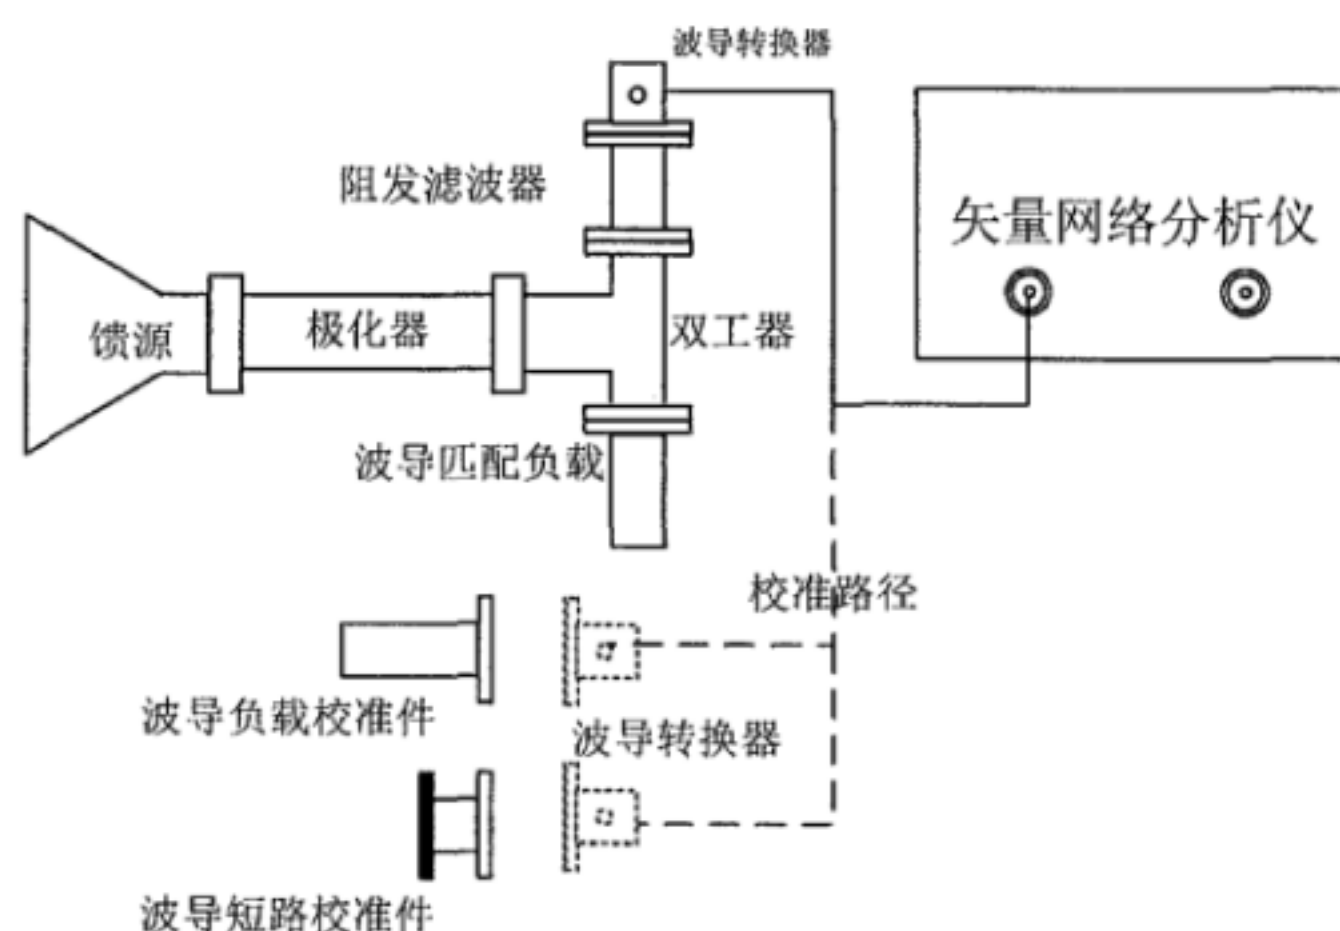 波导转换器
阻发滤波器
矢量网络分析仪
馈源
极化器
双工器
波导匹配负载
校准路径
波导负载校准件
波导转换器
波导短路校准件